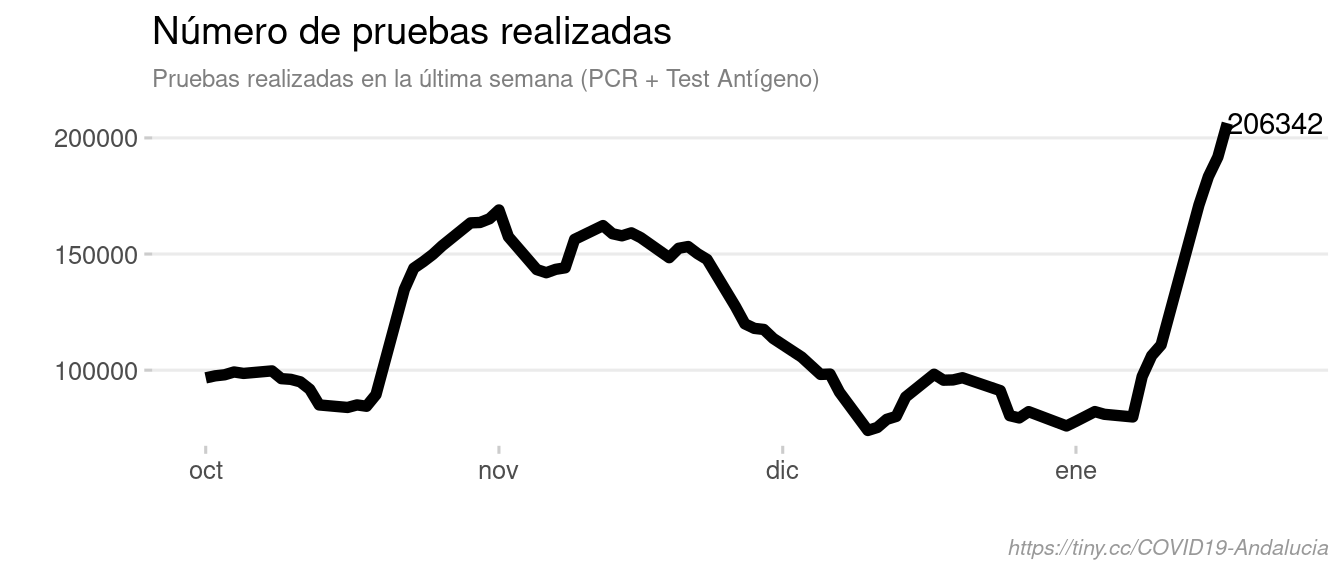 Número de pruebas realizadas
Pruebas realizadas en la última semana (PCR + Test Antígeno)
206342
200000
150000
100000
oct nov dic ene
https://tiny.cc/COVID19-Andalucia